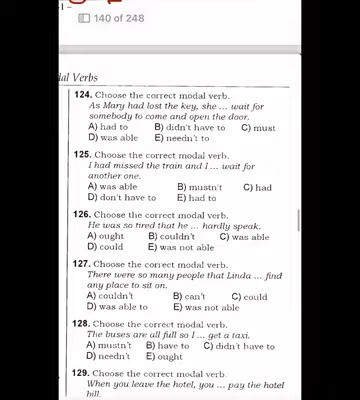 140 of 248
dal Verbs
124. Choose the correct modal verb.
As Mary had lost the key, she ... wait for
somebody to come and open the door.
A) had to B) didn't have to C) must
D) was able E) needn't to
125. Choose the correct modal verb.
I had missed the train and I ... wait for
another one.
A) was able B) mustn't C) had
D) don't have to E) had to
126. Choose the correct modal verb.
He was so tired that he ... hardly speak.
A) ought B) couldn't C) was able
D) could E) was not able
127. Choose the correct modal verb.
There were so many people that Linda ... find
any place to sit on.
A) couldn't B) can't C) could
D) was able to E) was not able
128. Choose the correct modal verb.
The buses are all full so I ... get a taxi.
A) mustn't B) have to C) didn't have to
D) needn't E) ought
129. Choose the correct modal verb.
When you leave the hotel, you ... pay the hotel
bill.